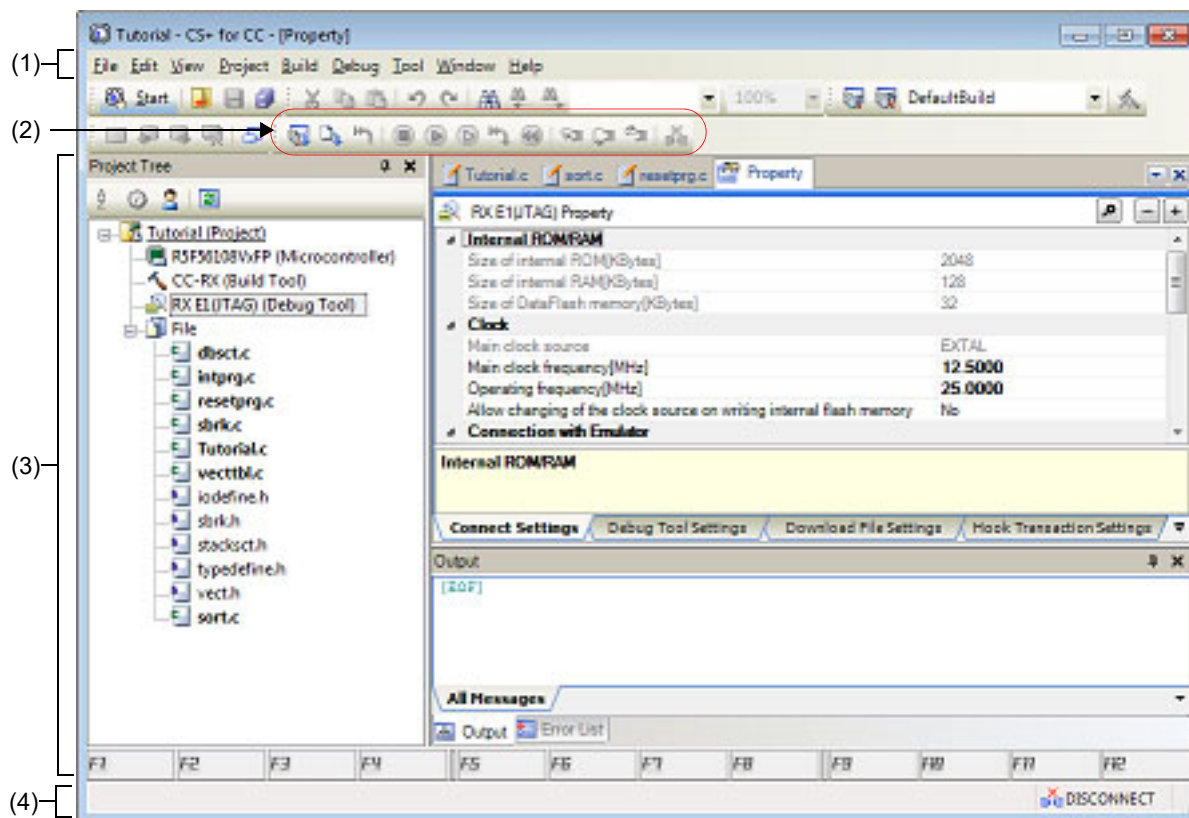 Tutorial - CS+ for CC - [Property]
(1)
File Edit View Project Build Debug Tool Window Help
Start 100% DefaultBuild
(2)
(3)
Project Tree
Tutorial (Project)
R5F56108VxFP (Microcontroller)
CC-RX (Build Tool)
RX E1(JTAG) (Debug Tool)
File
dbsct.c
intprg.c
resetprg.c
sbrk.c
Tutorial.c
vecttbl.c
iodefine.h
sbrk.h
stacksct.h
typedefine.h
vect.h
sort.c
Tutorial.c sort.c resetprg.c Property
RX E1(JTAG) Property
Internal ROM/RAM
Size of internal ROM[KBytes] 2048
Size of internal RAM[KBytes] 128
Size of DataFlash memory[KBytes] 32
Clock
Main clock source EXTAL
Main clock frequency[MHz] 12.5000
Operating frequency[MHz] 25.0000
Allow changing of the clock source on writing internal flash memory No
Connection with Emulator
Internal ROM/RAM
Connect Settings Debug Tool Settings Download File Settings Hook Transaction Settings
Output
[EOF]
All Messages
Output Error List
F1 F2 F3 F4 F5 F6 F7 F8 F9 F10 F11 F12
(4)
DISCONNECT